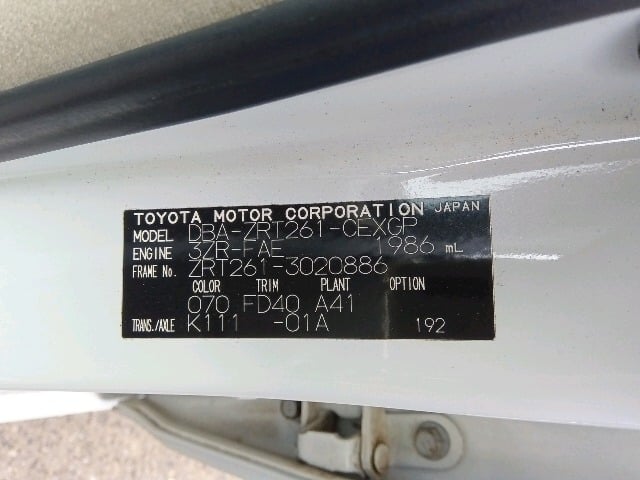 TOYOTA MOTOR CORPORATION JAPAN
MODEL DBA-ZRT261-CEXGP
ENGINE 3ZR-FAE 1986 mL
FRAME No. ZRT261-3020886
COLOR TRIM PLANT OPTION
070 FD40 A41
TRANS./AXLE K111 -01A 192